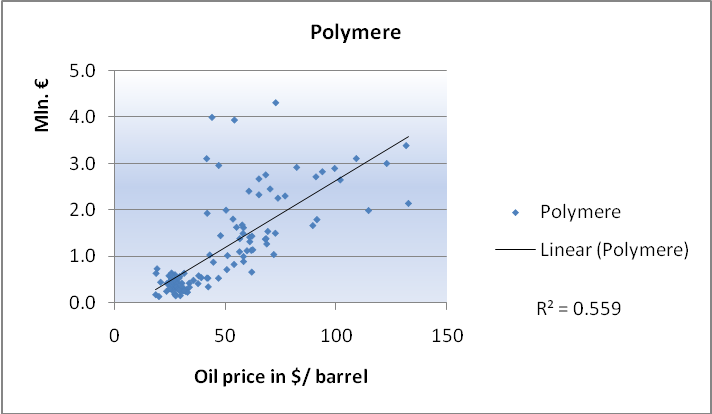 Polymere
Mln. €
5.0
4.0
3.0
2.0
1.0
0.0
0 50 100 150
Oil price in $/ barrel
Polymere
Linear (Polymere)
R² = 0.559